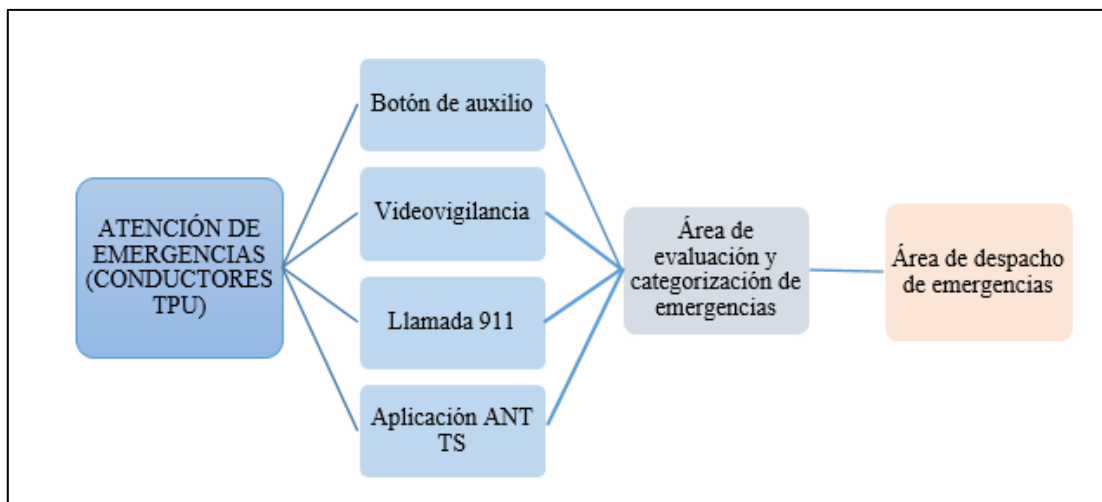 ATENCIÓN DE
EMERGENCIAS
(CONDUCTORES
TPU)
Botón de auxilio
Videovigilancia
Llamada 911
Aplicación ANT
TS
Área de
evaluación y
categorización de
emergencias
Área de despacho
de emergencias